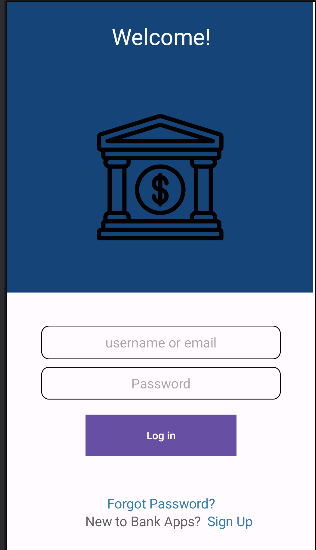 Welcome!
$
username or email
Password
Log in
Forgot Password?
New to Bank Apps? Sign Up